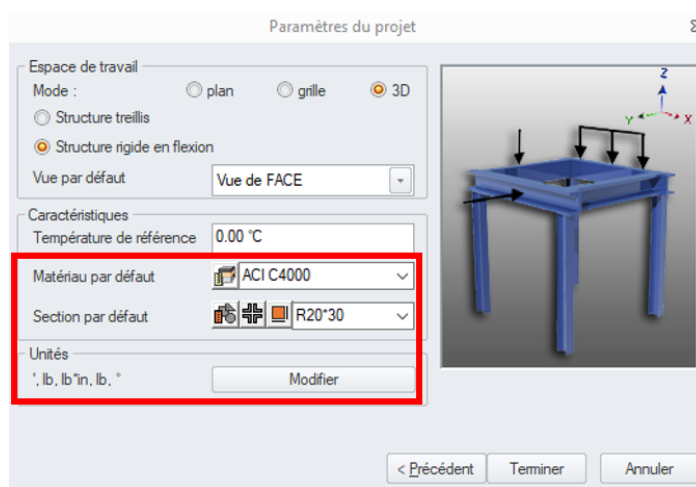 Paramètres du projet
Espace de travail
Mode : plan grille 3D
Structure treillis
Structure rigide en flexion
Vue par défaut Vue de FACE
Caractéristiques
Température de référence 0.00 °C
Matériau par défaut ACI C4000
Section par défaut R20*30
Unités
', lb, lb*in, lb, ° Modifier
Z
Y X
< Précédent Terminer Annuler